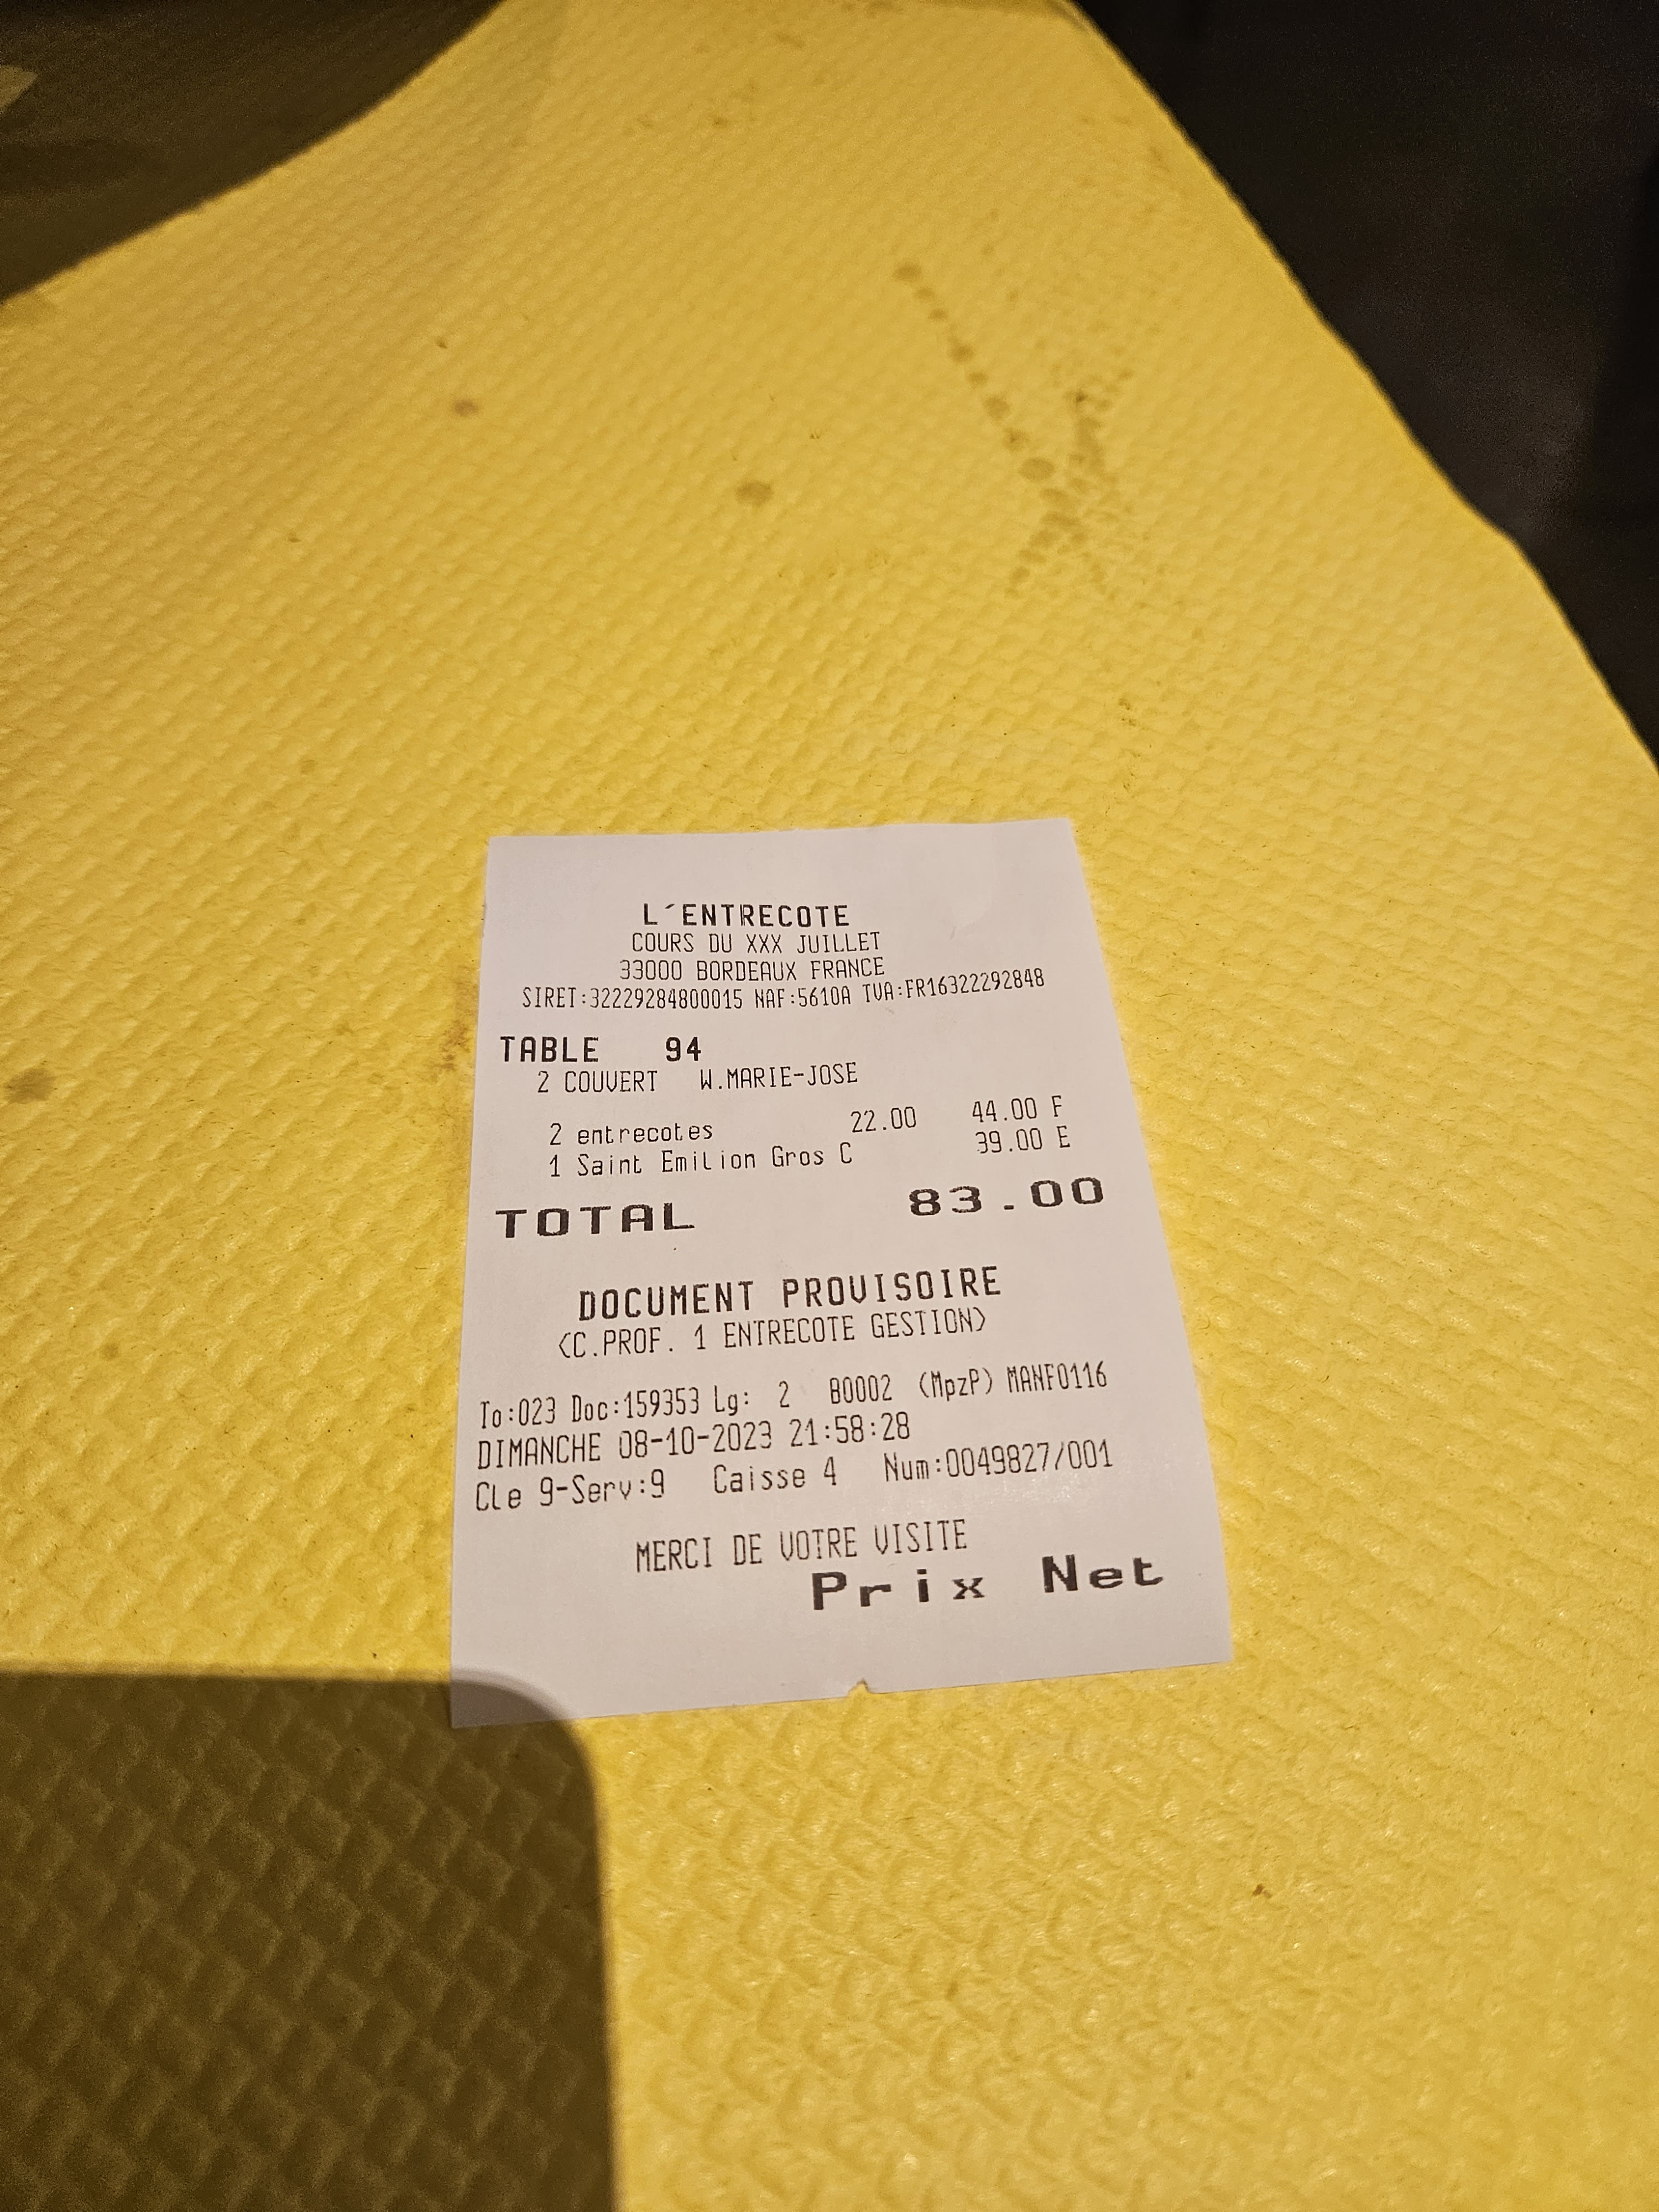 L´ENTRECOTE
COURS DU XXX JUILLET
33000 BORDEAUX FRANCE
SIRET:32229284800015 NAF:5610A TVA:FR16322292848
TABLE 94
2 COUVERT W.MARIE-JOSE
2 entrecotes 22.00 44.00 F
1 Saint Emilion Gros C 39.00 E
TOTAL 83.00
DOCUMENT PROVISOIRE
<C.PROF. 1 ENTRECOTE GESTION>
To:023 Doc:159353 Lg: 2 B0002 (MpzP) MANF0116
DIMANCHE 08-10-2023 21:58:28
Cle 9-Serv:9 Caisse 4 Num:0049827/001
MERCI DE VOTRE VISITE
Prix Net